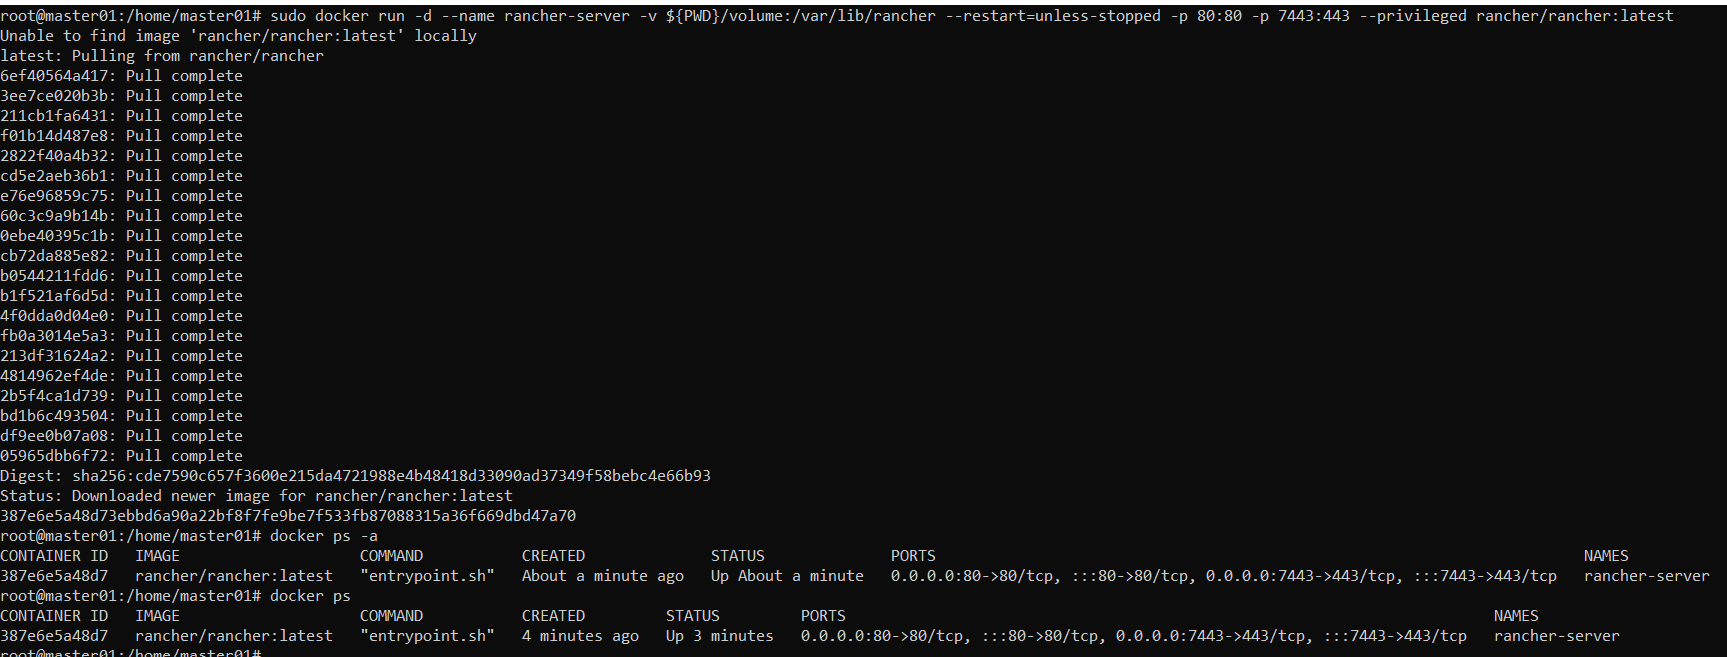 root@master01:/home/master01# sudo docker run -d --name rancher-server -v ${PWD}/volume:/var/lib/rancher --restart=unless-stopped -p 80:80 -p 7443:443 --privileged rancher/rancher:latest
Unable to find image 'rancher/rancher:latest' locally
latest: Pulling from rancher/rancher
6ef40564a417: Pull complete
3ee7ce020b3b: Pull complete
211cb1fa6431: Pull complete
f01b14d487e8: Pull complete
2822f40a4b32: Pull complete
cd5e2aeb36b1: Pull complete
e76e96859c75: Pull complete
60c3c9a9b14b: Pull complete
0ebe40395c1b: Pull complete
cb72da885e82: Pull complete
b0544211fdd6: Pull complete
b1f521af6d5d: Pull complete
4f0dda0d04e0: Pull complete
fb0a3014e5a3: Pull complete
213df31624a2: Pull complete
4814962ef4de: Pull complete
2b5f4ca1d739: Pull complete
bd1b6c493504: Pull complete
df9ee0b07a08: Pull complete
05965dbb6f72: Pull complete
Digest: sha256:cde7590c657f3600e215da4721988e4b48418d33090ad37349f58bebc4e66b93
Status: Downloaded newer image for rancher/rancher:latest
387e6e5a48d73ebbd6a90a22bf8f7fe9be7f533fb87088315a36f669dbd47a70
root@master01:/home/master01# docker ps -a
CONTAINER ID   IMAGE                    COMMAND           CREATED              STATUS              PORTS                                                                        NAMES
387e6e5a48d7   rancher/rancher:latest   "entrypoint.sh"   About a minute ago   Up About a minute   0.0.0.0:80->80/tcp, :::80->80/tcp, 0.0.0.0:7443->443/tcp, :::7443->443/tcp   rancher-server
root@master01:/home/master01# docker ps
CONTAINER ID   IMAGE                    COMMAND           CREATED         STATUS         PORTS                                                                        NAMES
387e6e5a48d7   rancher/rancher:latest   "entrypoint.sh"   4 minutes ago   Up 3 minutes   0.0.0.0:80->80/tcp, :::80->80/tcp, 0.0.0.0:7443->443/tcp, :::7443->443/tcp   rancher-server
root@master01:/home/master01#